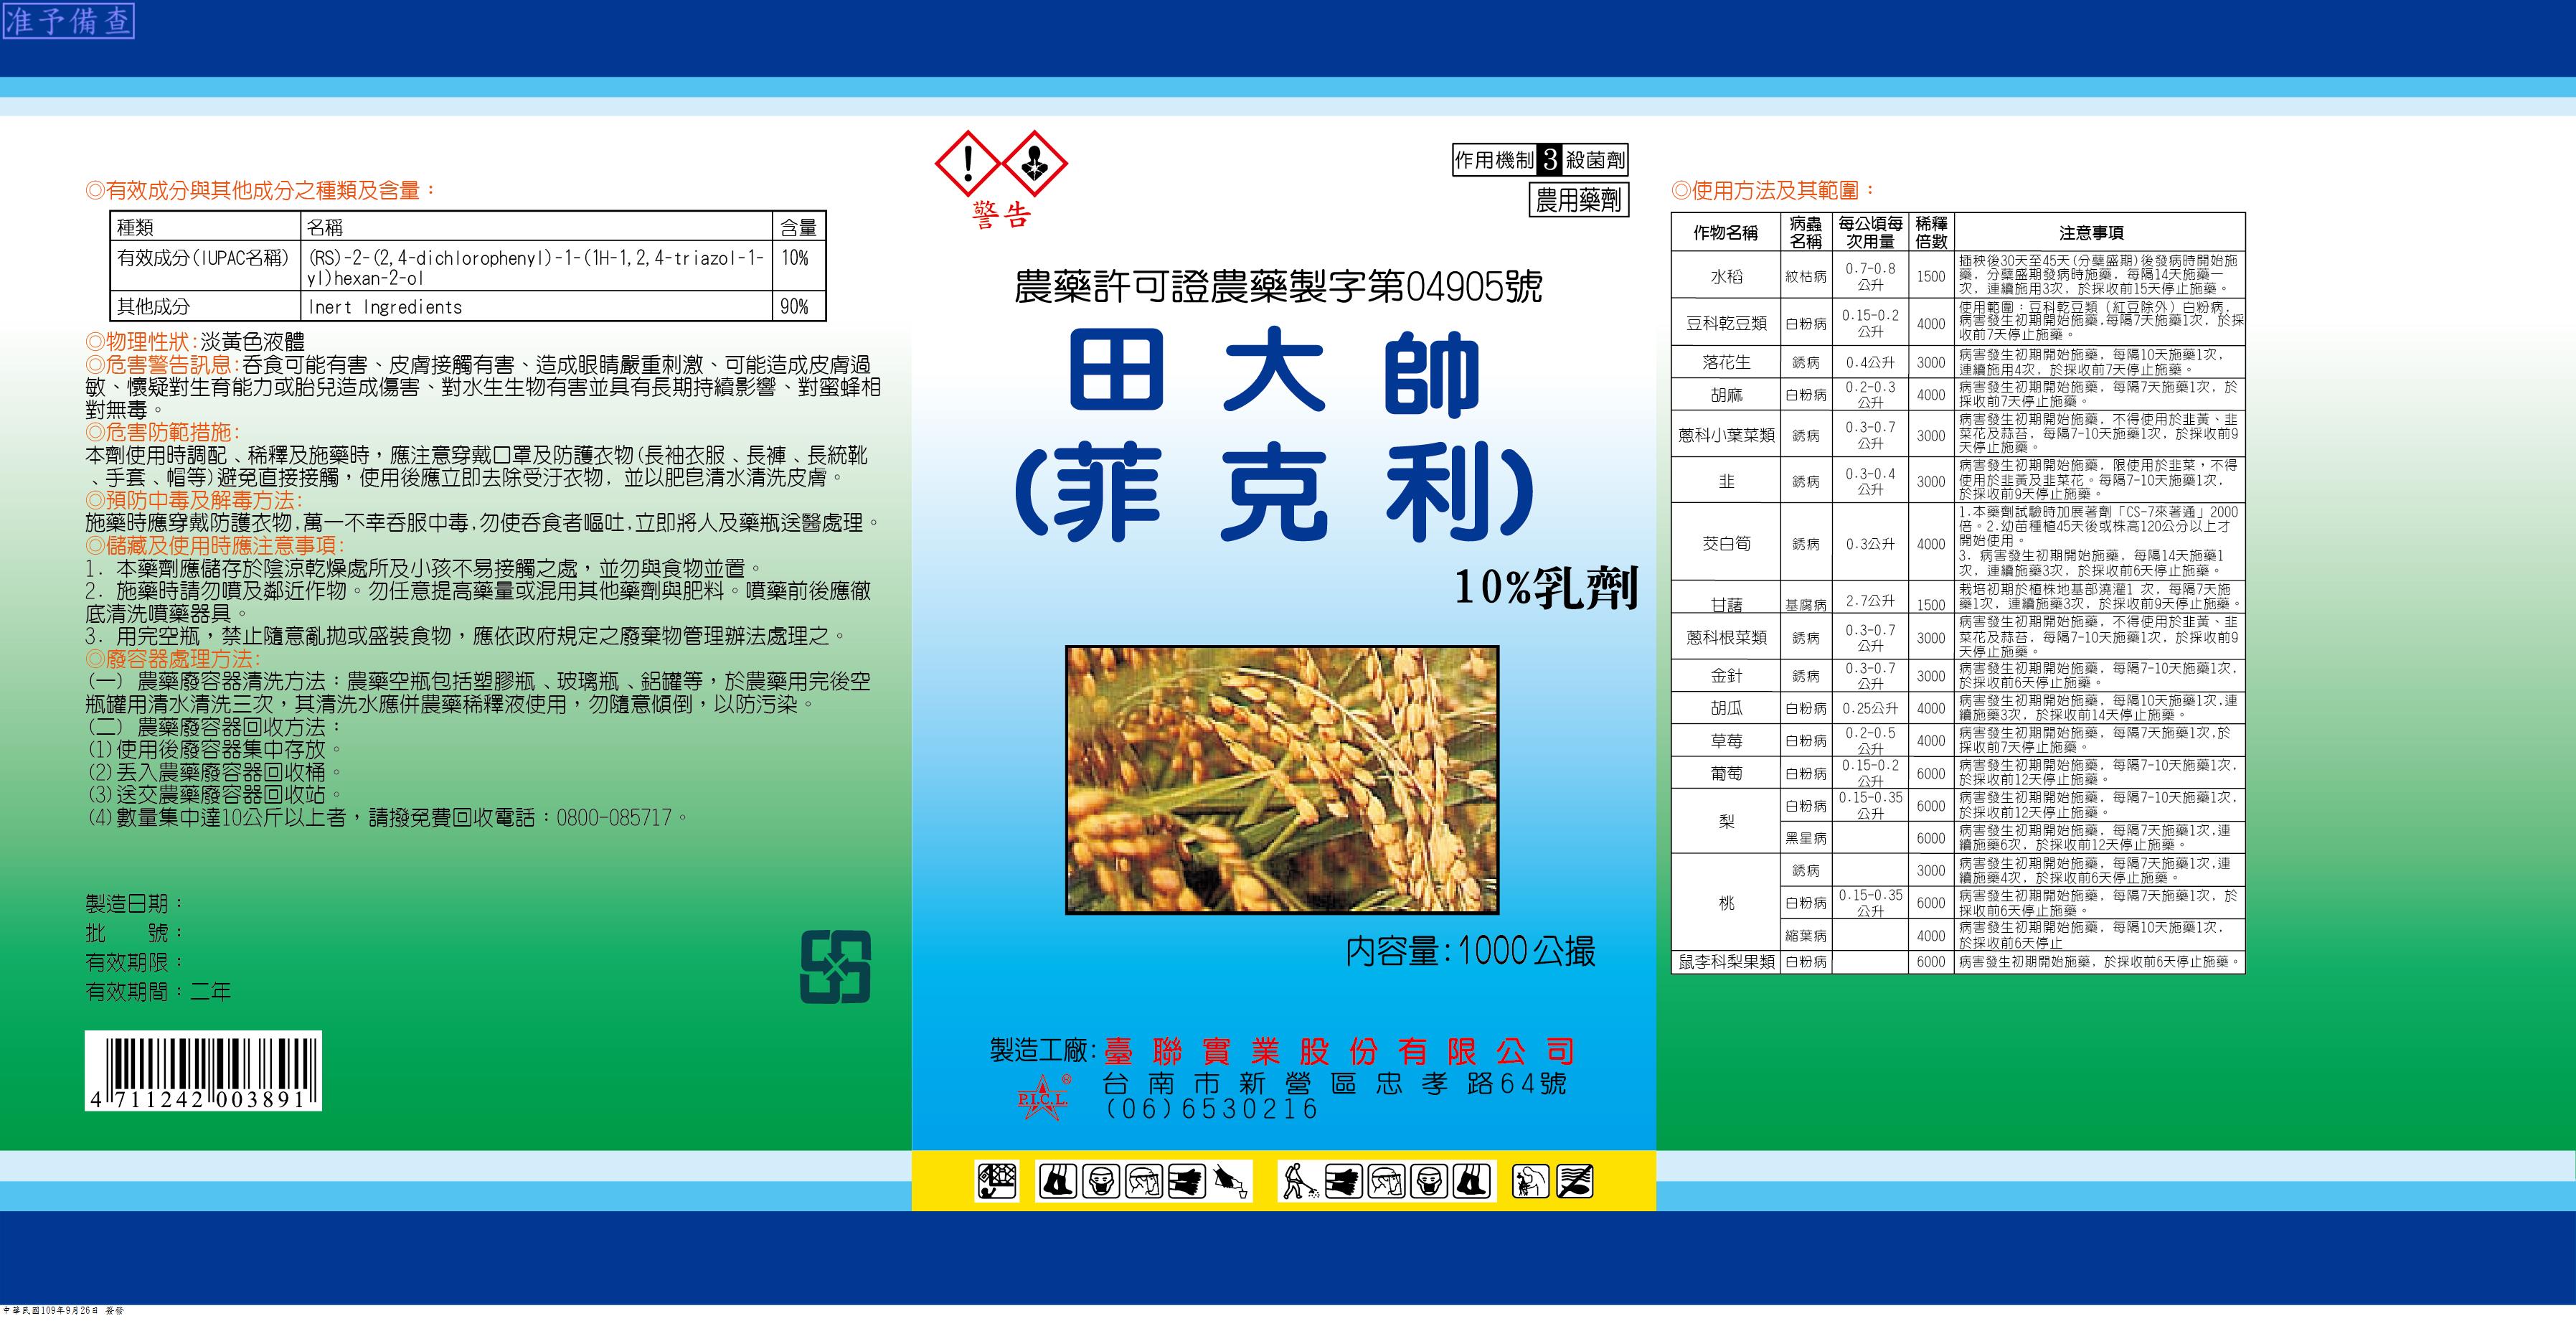 准予備查
◎有效成分與其他成分之種類及含量：
種類 名稱 含量
有效成分(IUPAC名稱) (RS)-2-(2,4-dichlorophenyl)-1-(1H-1,2,4-triazol-1-yl)hexan-2-ol 10%
其他成分 Inert Ingredients 90%
◎物理性狀:淡黃色液體
◎危害警告訊息:吞食可能有害、皮膚接觸有害、造成眼睛嚴重刺激、可能造成皮膚過
敏、懷疑對生育能力或胎兒造成傷害、對水生生物有害並具有長期持續影響、對蜜蜂相
對無毒。
◎危害防範措施:
本劑使用時調配、稀釋及施藥時，應注意穿戴口罩及防護衣物(長袖衣服、長褲、長統靴
、手套、帽等)避免直接接觸，使用後應立即去除受汙衣物, 並以肥皂清水清洗皮膚。
◎預防中毒及解毒方法:
施藥時應穿戴防護衣物,萬一不幸吞服中毒,勿使吞食者嘔吐,立即將人及藥瓶送醫處理。
◎儲藏及使用時應注意事項:
1. 本藥劑應儲存於陰涼乾燥處所及小孩不易接觸之處，並勿與食物並置。
2. 施藥時請勿噴及鄰近作物。勿任意提高藥量或混用其他藥劑與肥料。噴藥前後應徹
底清洗噴藥器具。
3. 用完空瓶，禁止隨意亂拋或盛裝食物，應依政府規定之廢棄物管理辦法處理之。
◎廢容器處理方法:
(一) 農藥廢容器清洗方法：農藥空瓶包括塑膠瓶、玻璃瓶、鋁罐等，於農藥用完後空
瓶罐用清水清洗三次，其清洗水應併農藥稀釋液使用，勿隨意傾倒，以防污染。
(二) 農藥廢容器回收方法：
(1)使用後廢容器集中存放。
(2)丟入農藥廢容器回收桶。
(3)送交農藥廢容器回收站。
(4)數量集中達10公斤以上者，請撥免費回收電話：0800-085717。
製造日期：
批　　號：
有效期限：
有效期間：二年
4 711242 003891
警告
作用機制 3 殺菌劑
農用藥劑
農藥許可證農藥製字第04905號
田大帥
(菲克利)
10%乳劑
內容量:1000公撮
製造工廠:臺聯實業股份有限公司
P.I.C.L.®
台南市新營區忠孝路64號
(06)6530216
◎使用方法及其範圍：
作物名稱 病蟲名稱 每公頃每次用量 稀釋倍數 注意事項
水稻 紋枯病 0.7-0.8公升 1500 插秧後30天至45天(分櫱盛期)後發病時開始施
藥，分櫱盛期發病時施藥，每隔14天施藥一
次，連續施用3次，於採收前15天停止施藥。
豆科乾豆類 白粉病 0.15-0.2公升 4000 使用範圍：豆科乾豆類（紅豆除外）白粉病，
病害發生初期開始施藥,每隔7天施藥1次，於採
收前7天停止施藥。
落花生 銹病 0.4公升 3000 病害發生初期開始施藥，每隔10天施藥1次，
連續施用4次，於採收前7天停止施藥。
胡麻 白粉病 0.2-0.3公升 4000 病害發生初期開始施藥，每隔7天施藥1次，於
採收前7天停止施藥。
蔥科小葉菜類 銹病 0.3-0.7公升 3000 病害發生初期開始施藥，不得使用於韭黃、韭
菜花及蒜苔，每隔7-10天施藥1次，於採收前9
天停止施藥。
韭 銹病 0.3-0.4公升 3000 病害發生初期開始施藥，限使用於韭菜，不得
使用於韭黃及韭菜花。每隔7-10天施藥1次，
於採收前9天停止施藥。
茭白筍 銹病 0.3公升 4000 1.本藥劑試驗時加展著劑「CS-7來著通」2000
倍。2.幼苗種植45天後或株高120公分以上才
開始使用。
3. 病害發生初期開始施藥，每隔14天施藥1
次，連續施藥3次，於採收前6天停止施藥。
甘藷 基腐病 2.7公升 1500 栽培初期於植株地基部澆灌1 次，每隔7天施
藥1次，連續施藥3次，於採收前9天停止施藥。
蔥科根菜類 銹病 0.3-0.7公升 3000 病害發生初期開始施藥，不得使用於韭黃、韭
菜花及蒜苔，每隔7-10天施藥1次，於採收前9
天停止施藥。
金針 銹病 0.3-0.7公升 3000 病害發生初期開始施藥，每隔7-10天施藥1次，
於採收前6天停止施藥。
胡瓜 白粉病 0.25公升 4000 病害發生初期開始施藥，每隔10天施藥1次,連
續施藥3次，於採收前14天停止施藥。
草莓 白粉病 0.2-0.5公升 4000 病害發生初期開始施藥，每隔7天施藥1次,於
採收前7天停止施藥。
葡萄 白粉病 0.15-0.2公升 6000 病害發生初期開始施藥，每隔7-10天施藥1次，
於採收前12天停止施藥。
梨 白粉病 0.15-0.35公升 6000 病害發生初期開始施藥，每隔7-10天施藥1次，
於採收前12天停止施藥。
黑星病 6000 病害發生初期開始施藥，每隔7天施藥1次,連
續施藥6次，於採收前12天停止施藥。
桃 銹病 3000 病害發生初期開始施藥，每隔7天施藥1次,連
續施藥4次，於採收前6天停止施藥。
白粉病 0.15-0.35公升 6000 病害發生初期開始施藥，每隔7天施藥1次，於
採收前6天停止施藥。
縮葉病 4000 病害發生初期開始施藥，每隔10天施藥1次，
於採收前6天停止
鼠李科梨果類 白粉病 6000 病害發生初期開始施藥，於採收前6天停止施藥。
中華民國109年9月26日 簽發